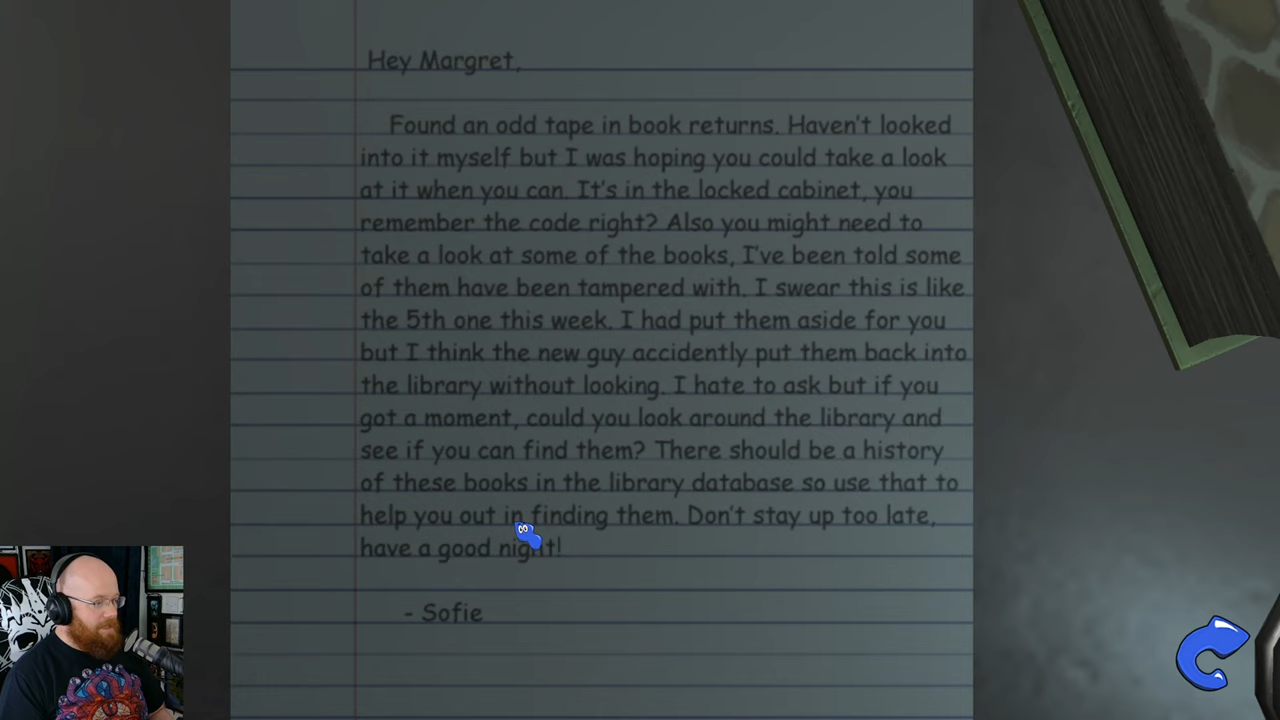 Hey Margret,
Found an odd tape in book returns. Haven't looked
into it myself but I was hoping you could take a look
at it when you can. It's in the locked cabinet, you
remember the code right? Also you might need to
take a look at some of the books, I've been told some
of them have been tampered with. I swear this is like
the 5th one this week. I had put them aside for you
but I think the new guy accidently put them back into
the library without looking. I hate to ask but if you
got a moment, could you look around the library and
see if you can find them? There should be a history
of these books in the library database so use that to
help you out in finding them. Don't stay up too late,
have a good night!
- Sofie